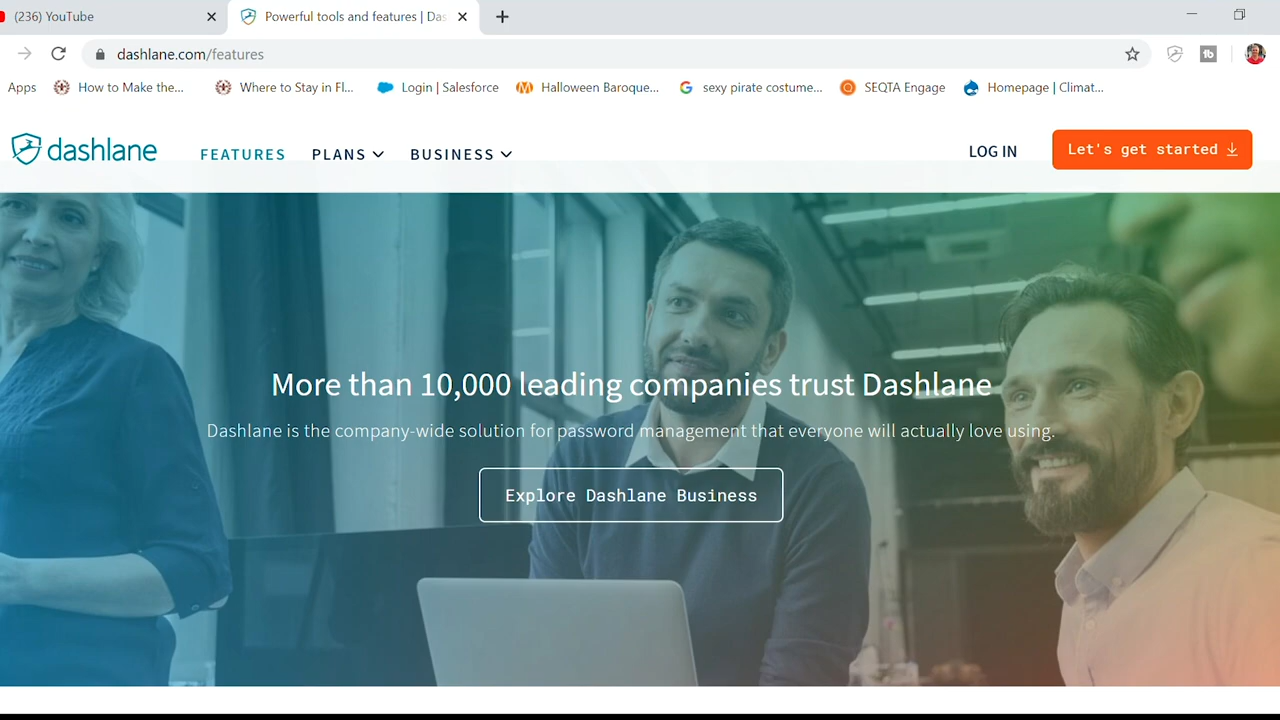 (236) YouTube
Powerful tools and features | Das
dashlane.com/features
Apps
How to Make the...
Where to Stay in Fl...
Login | Salesforce
Halloween Baroque...
sexy pirate costume...
SEQTA Engage
Homepage | Climat...
dashlane
FEATURES
PLANS
BUSINESS
LOG IN
Let's get started
More than 10,000 leading companies trust Dashlane
Dashlane is the company-wide solution for password management that everyone will actually love using.
Explore Dashlane Business